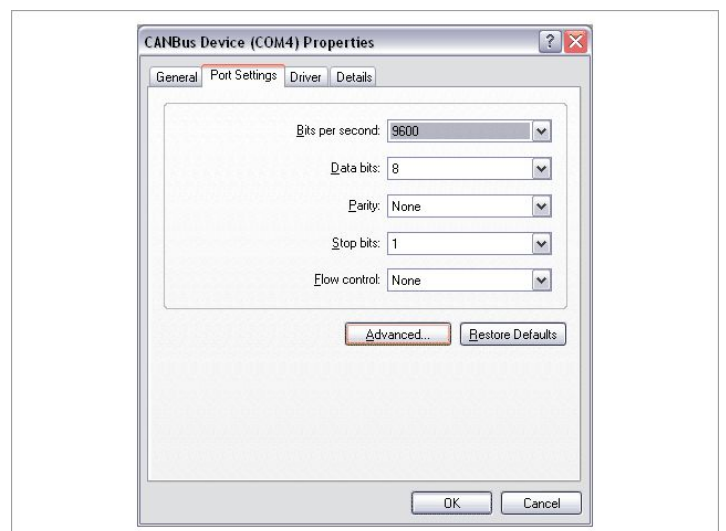 CANBus Device (COM4) Properties
General Port Settings Driver Details
Bits per second: 9600
Data bits: 8
Parity: None
Stop bits: 1
Flow control: None
Advanced... Restore Defaults
OK Cancel